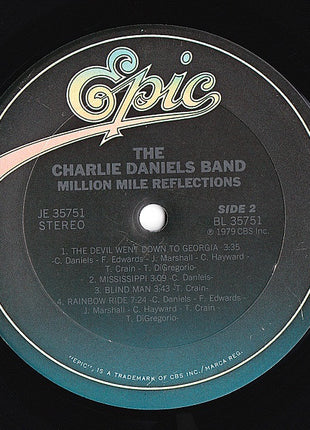 Epic
THE
CHARLIE DANIELS BAND
MILLION MILE REFLECTIONS
JE 35751
STEREO
SIDE 2
BL 35751
℗ 1979 CBS Inc.
1. THE DEVIL WENT DOWN TO GEORGIA 3:35
-C. Daniels - F. Edwards- J. Marshall - C. Hayward -
T. Crain - T. DiGregorio-
2. MISSISSIPPI 3:09 -C. Daniels-
3. BLIND MAN 3:43 -T. Crain-
4. RAINBOW RIDE 7:24 -C. Daniels - F. Edwards -
J. Marshall - C. Hayward - T. Crain -
T. DiGregorio-
"EPIC", IS A TRADEMARK OF CBS INC./MARCA REG.